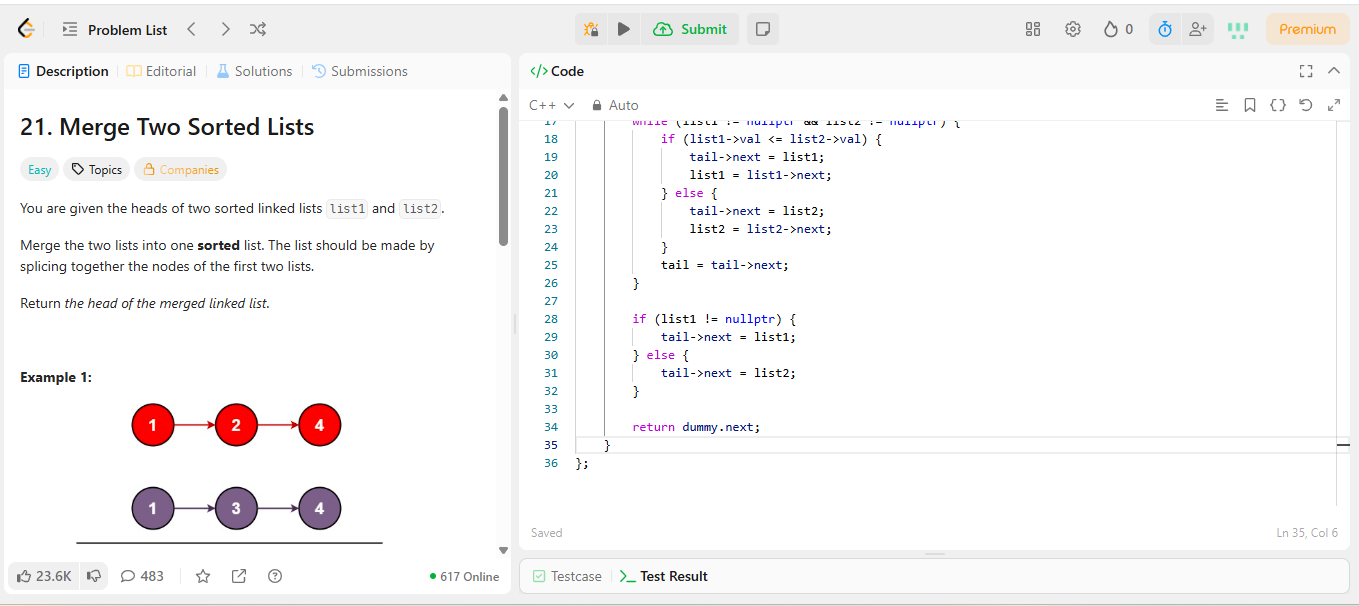 Problem List
Submit
0
Premium
Description
Editorial
Solutions
Submissions
21. Merge Two Sorted Lists
Easy
Topics
Companies
You are given the heads of two sorted linked lists list1 and list2.
Merge the two lists into one sorted list. The list should be made by
splicing together the nodes of the first two lists.
Return the head of the merged linked list.
Example 1:
1 2 4
1 3 4
23.6K
483
617 Online
</> Code
C++
Auto
17 while (list1 != nullptr && list2 != nullptr) {
18 if (list1->val <= list2->val) {
19 tail->next = list1;
20 list1 = list1->next;
21 } else {
22 tail->next = list2;
23 list2 = list2->next;
24 }
25 tail = tail->next;
26 }
27
28 if (list1 != nullptr) {
29 tail->next = list1;
30 } else {
31 tail->next = list2;
32 }
33
34 return dummy.next;
35 }
36 };
Saved
Ln 35, Col 6
Testcase
>_ Test Result